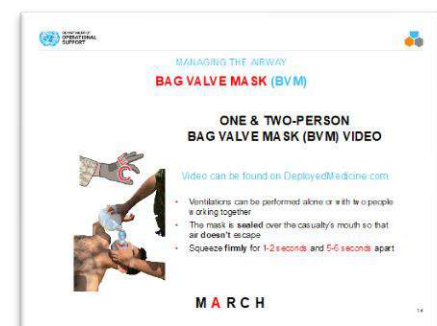 DEPARTMENT OF
OPERATIONAL
SUPPORT
MANAGING THE AIRWAY
BAG VALVE MASK (BVM)
ONE & TWO-PERSON
BAG VALVE MASK (BVM) VIDEO
C
Video can be found on DeployedMedicine.com
• Ventilations can be performed alone or with two people
working together
• The mask is sealed over the casualty's mouth so that
air doesn't escape
• Squeeze firmly for 1-2 seconds and 5-6 seconds apart
M A R C H